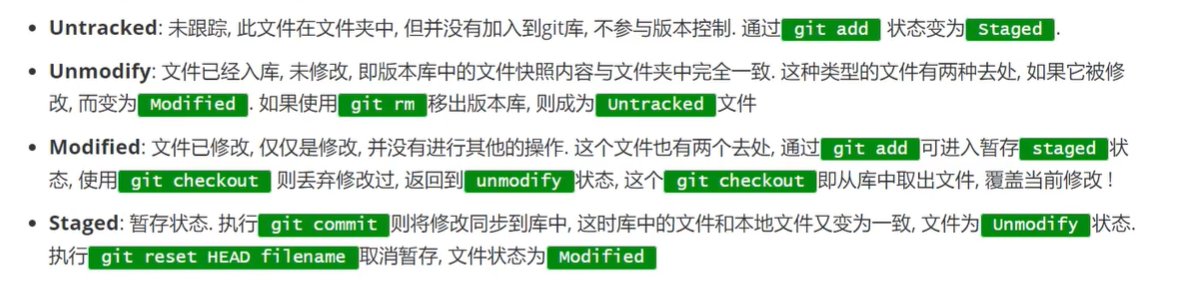 • Untracked: 未跟踪, 此文件在文件夹中, 但并没有加入到git库, 不参与版本控制. 通过 git add 状态变为 Staged .
• Unmodify: 文件已经入库, 未修改, 即版本库中的文件快照内容与文件夹中完全一致. 这种类型的文件有两种去处, 如果它被修
改, 而变为 Modified . 如果使用 git rm 移出版本库, 则成为 Untracked 文件
• Modified: 文件已修改, 仅仅是修改, 并没有进行其他的操作. 这个文件也有两个去处, 通过 git add 可进入暂存 staged 状
态, 使用 git checkout 则丢弃修改过, 返回到 unmodify 状态, 这个 git checkout 即从库中取出文件, 覆盖当前修改 !
• Staged: 暂存状态. 执行 git commit 则将修改同步到库中, 这时库中的文件和本地文件又变为一致, 文件为 Unmodify 状态.
执行 git reset HEAD filename 取消暂存, 文件状态为 Modified